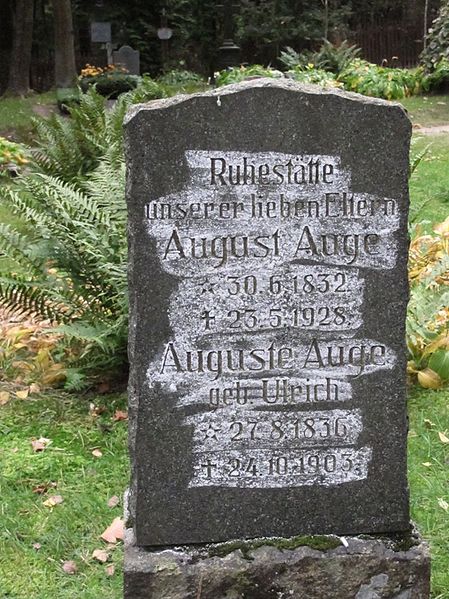 Ruhestätte
unserer lieben Eltern
August Auge
☆ 30.6.1832.
✝ 23.5.1928.
Auguste Auge
geb. Ulrich
☆ 27.8.1836.
✝ 24.10.1903.